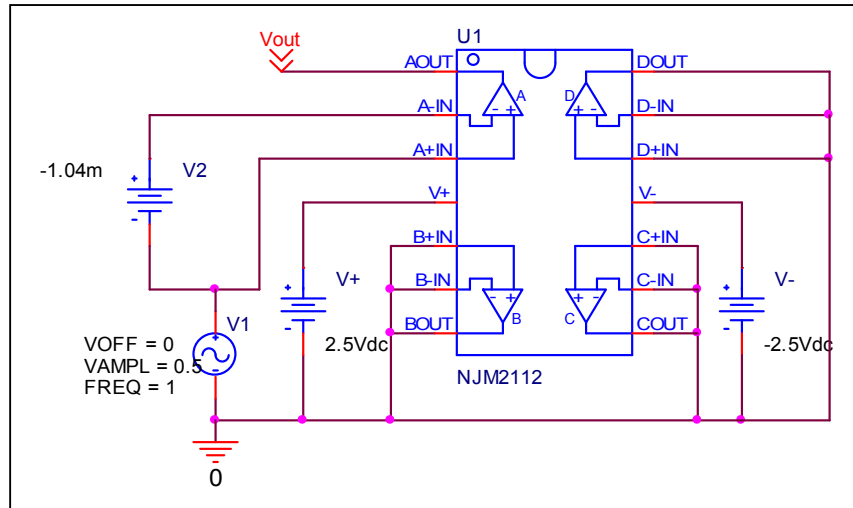 U1
Vout
AOUT
DOUT
A
D
A-IN
D-IN
- +
+ -
A+IN
D+IN
-1.04m
V2
+
-
V+
V-
B+IN
C+IN
+
-
V+
2.5Vdc
B-IN
C-IN
- +
+ -
B
C
BOUT
COUT
+
-
V-
-2.5Vdc
V1
+
-
VOFF = 0
VAMPL = 0.5
FREQ = 1
NJM2112
0